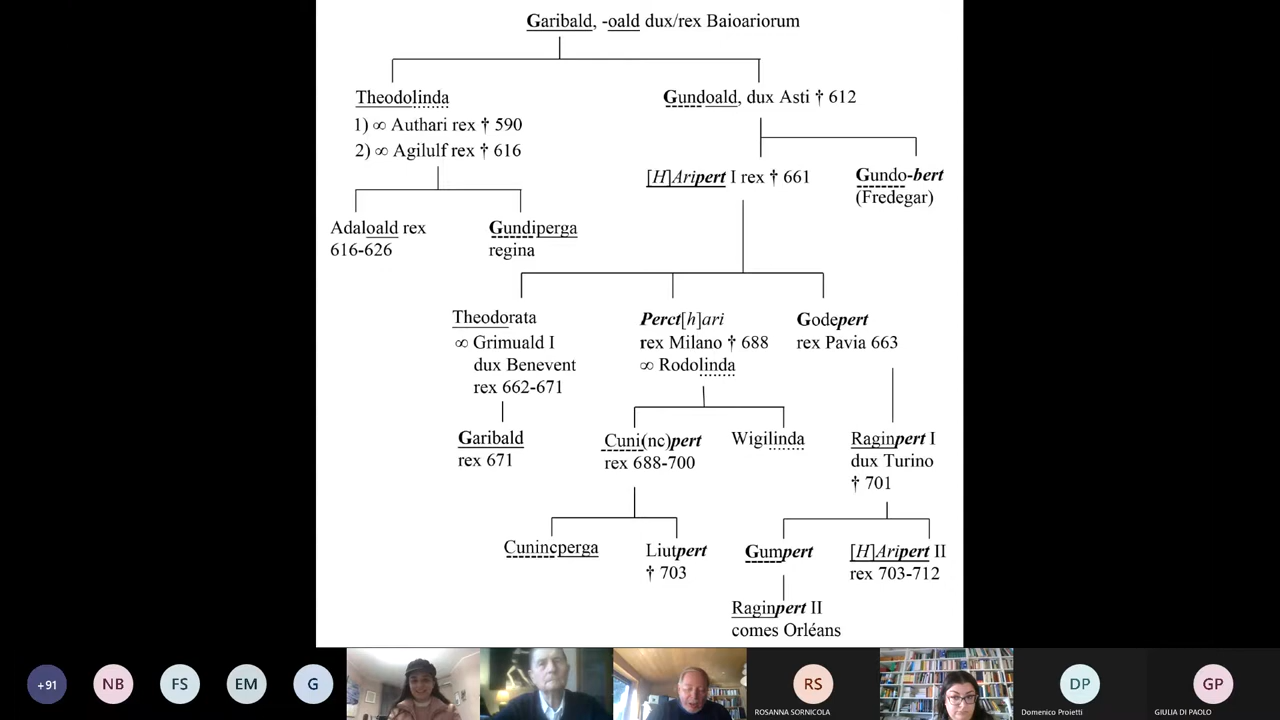 Garibald, -oald dux/rex Baioariorum
Theodolinda
1) ∞ Authari rex † 590
2) ∞ Agilulf rex † 616
Gundoald, dux Asti † 612
[H]Aripert I rex † 661
Gundo-bert
(Fredegar)
Adaloald rex
616-626
Gundiperga
regina
Theodorata
∞ Grimuald I
dux Benevent
rex 662-671
Perct[h]ari
rex Milano † 688
∞ Rodolinda
Godepert
rex Pavia 663
Garibald
rex 671
Cuni(nc)pert
rex 688-700
Wigilinda
Raginpert I
dux Turino
† 701
Cunincperga
Liutpert
† 703
Gumpert
[H]Aripert II
rex 703-712
Raginpert II
comes Orléans
+91
NB
FS
EM
G
RS
ROSANNA SORNICOLA
DP
Domenico Proietti
GP
GIULIA DI PAOLO